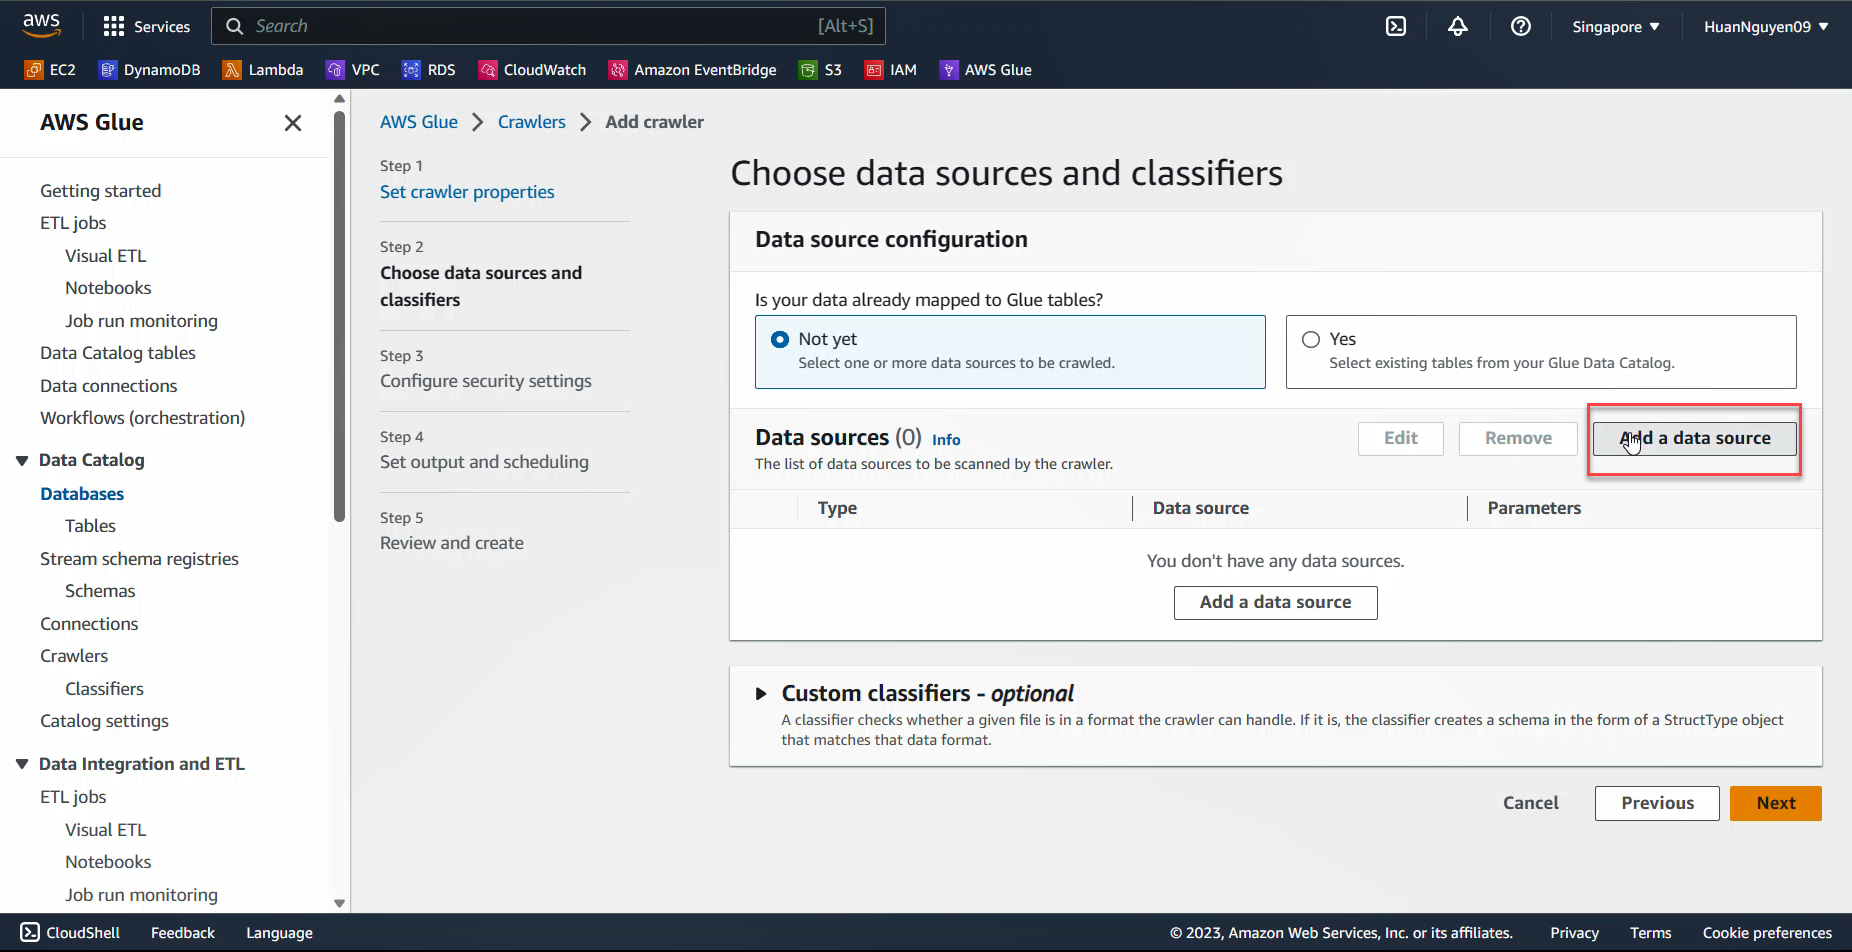 aws
Services
Search
[Alt+S]
Singapore
HuanNguyen09
EC2
DynamoDB
Lambda
VPC
RDS
CloudWatch
Amazon EventBridge
S3
IAM
AWS Glue
AWS Glue
Getting started
ETL jobs
Visual ETL
Notebooks
Job run monitoring
Data Catalog tables
Data connections
Workflows (orchestration)
Data Catalog
Databases
Tables
Stream schema registries
Schemas
Connections
Crawlers
Classifiers
Catalog settings
Data Integration and ETL
ETL jobs
Visual ETL
Notebooks
Job run monitoring
AWS Glue
Crawlers
Add crawler
Step 1
Set crawler properties
Step 2
Choose data sources and
classifiers
Step 3
Configure security settings
Step 4
Set output and scheduling
Step 5
Review and create
Choose data sources and classifiers
Data source configuration
Is your data already mapped to Glue tables?
Not yet
Select one or more data sources to be crawled.
Yes
Select existing tables from your Glue Data Catalog.
Data sources (0) Info
The list of data sources to be scanned by the crawler.
Edit
Remove
Add a data source
Type
Data source
Parameters
You don't have any data sources.
Add a data source
Custom classifiers - optional
A classifier checks whether a given file is in a format the crawler can handle. If it is, the classifier creates a schema in the form of a StructType object
that matches that data format.
Cancel
Previous
Next
CloudShell
Feedback
Language
© 2023, Amazon Web Services, Inc. or its affiliates.
Privacy
Terms
Cookie preferences